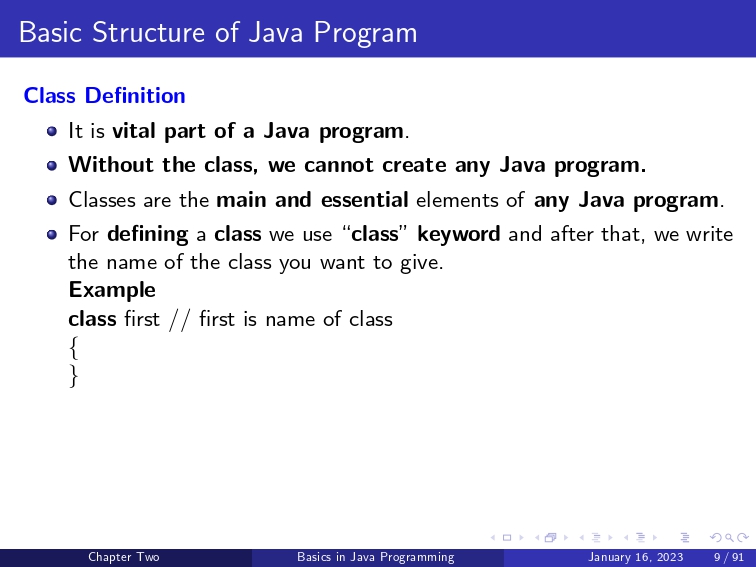 Basic Structure of Java Program
Class Definition
It is vital part of a Java program.
Without the class, we cannot create any Java program.
Classes are the main and essential elements of any Java program.
For defining a class we use “class” keyword and after that, we write
the name of the class you want to give.
Example
class first // first is name of class
{
}
Chapter Two Basics in Java Programming January 16, 2023 9 / 91